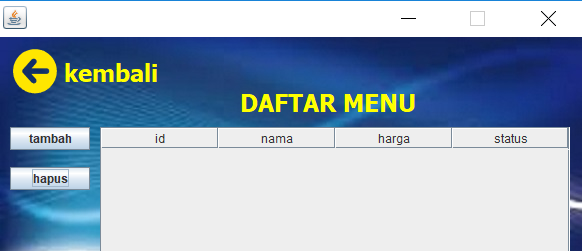 kembali
DAFTAR MENU
tambah
id nama harga status
hapus